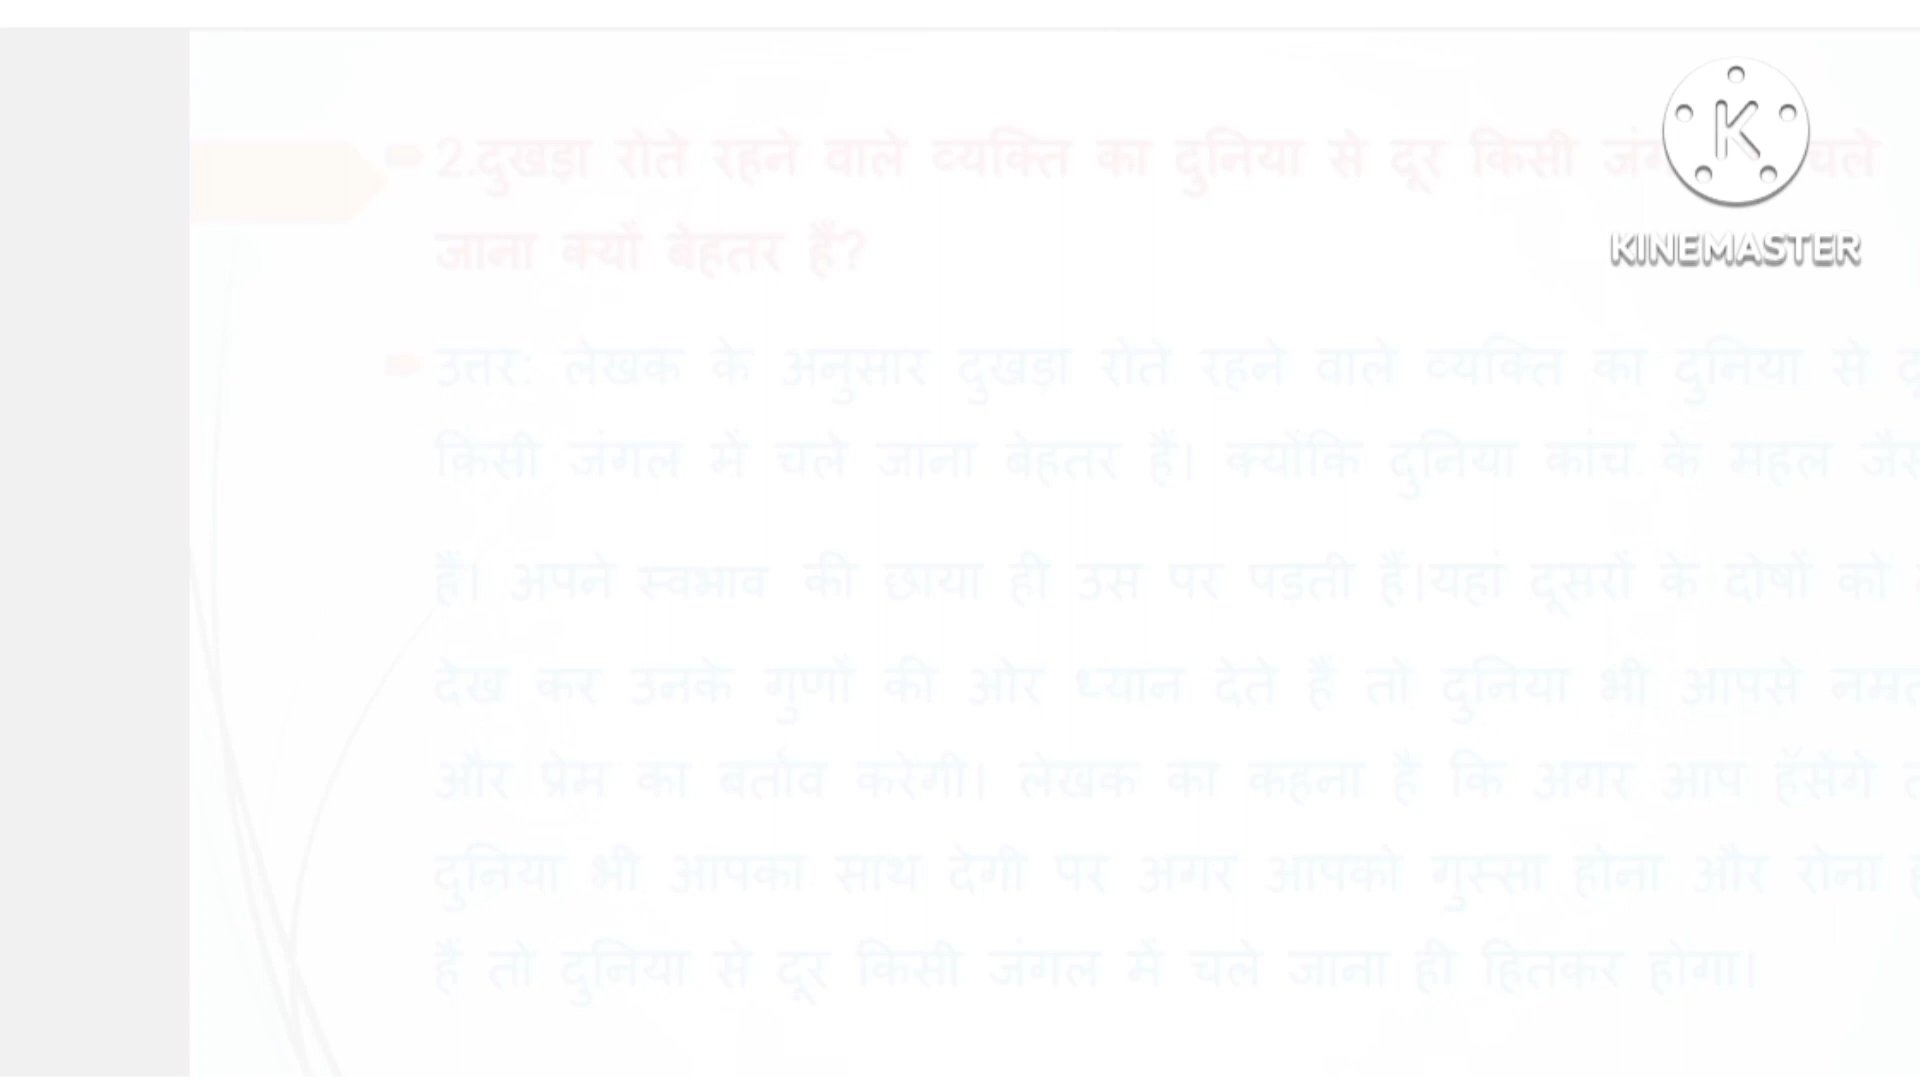 2.दुखड़ा रोते रहने वाले व्यक्ति का दुनिया से दूर किसी चले
जाना क्यों बेहतर हैं?
उत्तर: लेखक के अनुसार दुखडा रोते रहने वाले व्यक्ति का दुनिया से
किसी जंगल में चले जाना बेहतर हैं। क्योंकि दुनिया कांच के महल
हैं। अपने स्वभाव की छाया ही उस पर पड़ती हैं।यहां दूसरों के दोषों को
देख कर उनके गुणों की ओर ध्यान देते हैं तो दुनिया भी आपसे
और प्रेम का बर्ताव करेगी। लेखक का कहना है कि अगर आप हँसेंगे
दुनिया भी आपका साथ देगी पर अगर आपको गुस्सा होना और रोना
हैं तो दुनिया से दूर किसी जंगल में चले जाना ही हितकर होगा।
K
KINEMASTER